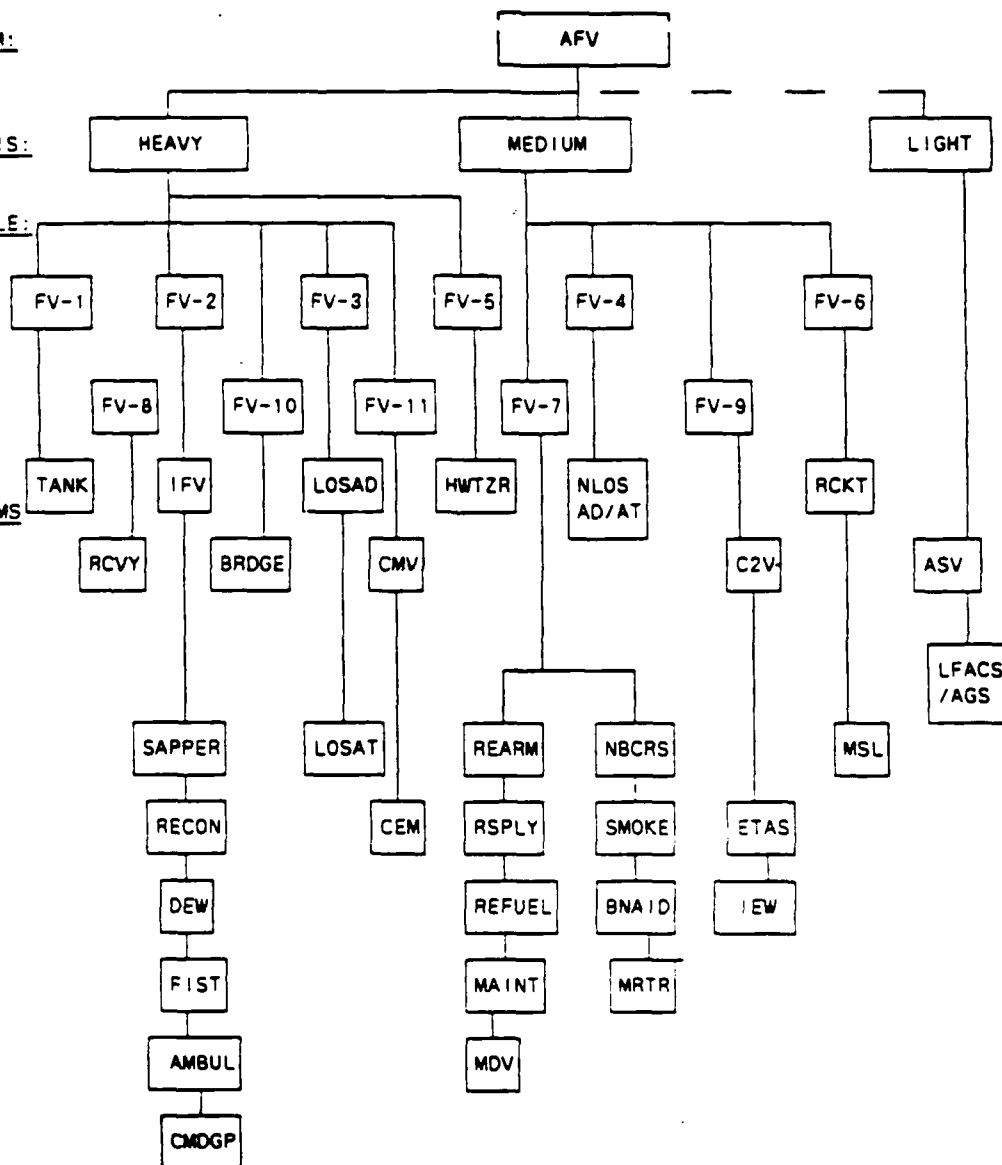 AFV
HEAVY
MEDIUM
LIGHT
FV-1
FV-2
FV-3
FV-5
FV-4
FV-6
FV-8
FV-10
FV-11
FV-7
FV-9
TANK
IFV
LOSAD
HWTZR
NLOS
AD/AT
RCKT
RCVY
BRDGE
CMV
C2V
ASV
LFACS
/AGS
SAPPER
LOSAT
REARM
NBCRS
MSL
RECON
CEM
RSPLY
SMOKE
ETAS
DEW
REFUEL
BNAID
IEW
FIST
MAINT
MRTR
AMBUL
MDV
CMDGP